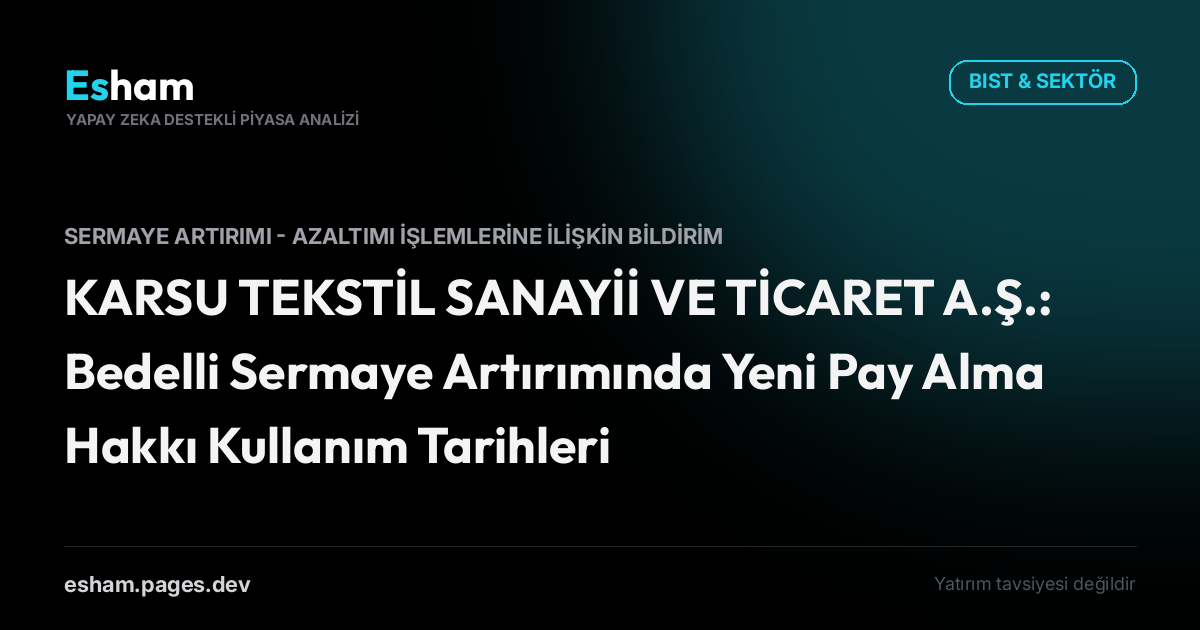 Esham
YAPAY ZEKA DESTEKLİ PİYASA ANALİZİ
BIST & SEKTÖR
SERMAYE ARTIRIMI - AZALTIMI İŞLEMLERİNE İLİŞKİN BİLDİRİM
KARSU TEKSTİL SANAYİİ VE TİCARET A.Ş.:
Bedelli Sermaye Artırımında Yeni Pay Alma
Hakkı Kullanım Tarihleri
esham.pages.dev
Yatırım tavsiyesi değildir